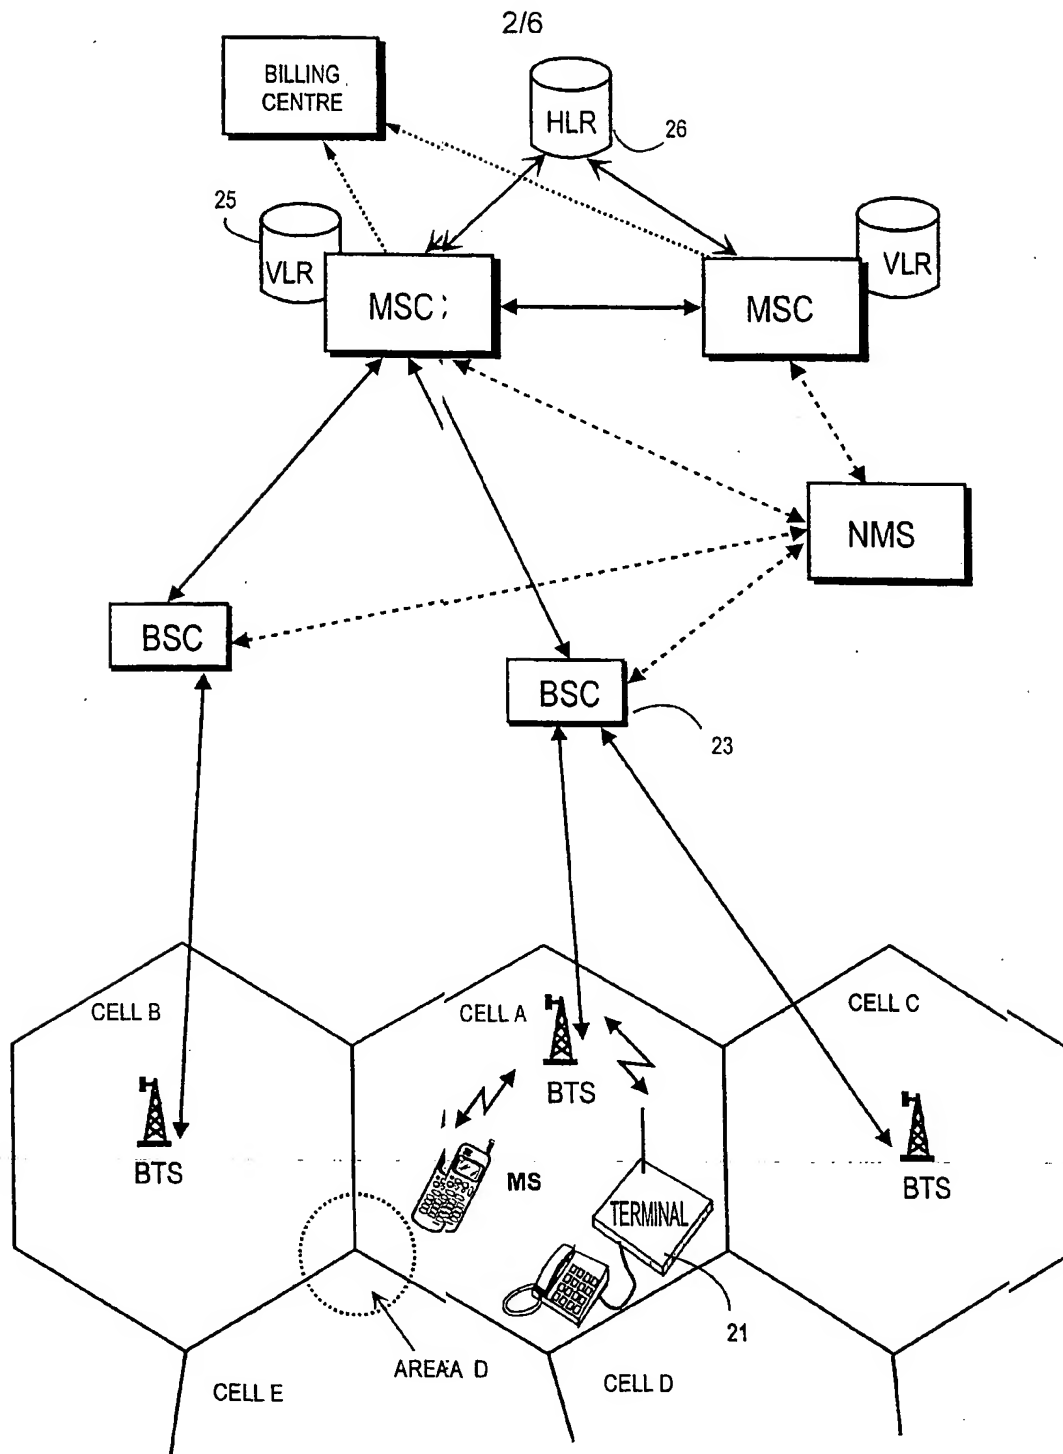 2/6
BILLING
CENTRE
HLR
26
25
VLR
MSC
MSC
VLR
NMS
BSC
BSC
23
CELL B
CELL A
CELL C
BTS
BTS
BTS
MS
TERMINAL
21
AREA D
CELL E
CELL D